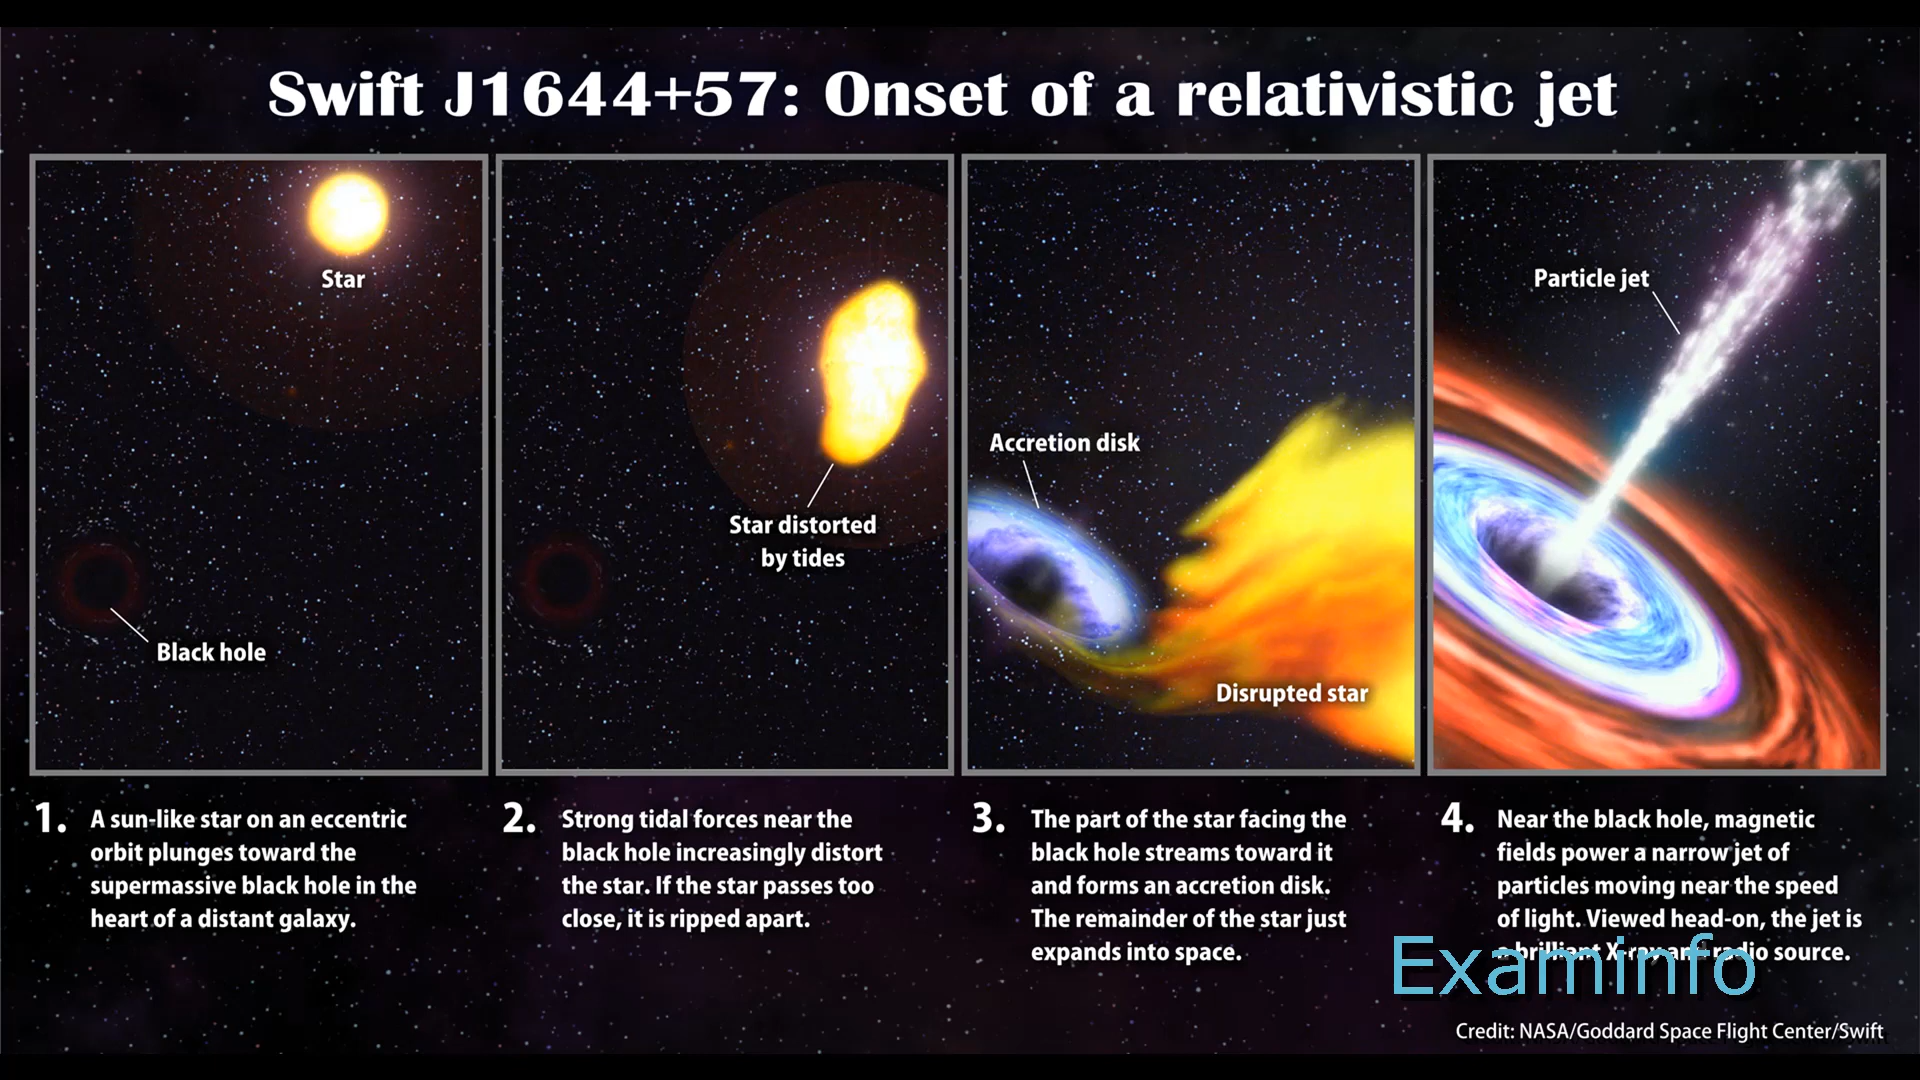 Swift J1644+57: Onset of a relativistic jet
Star
Black hole
Star distorted
by tides
Accretion disk
Disrupted star
Particle jet
1. A sun-like star on an eccentric
orbit plunges toward the
supermassive black hole in the
heart of a distant galaxy.
2. Strong tidal forces near the
black hole increasingly distort
the star. If the star passes too
close, it is ripped apart.
3. The part of the star facing the
black hole streams toward it
and forms an accretion disk.
The remainder of the star just
expands into space.
4. Near the black hole, magnetic
fields power a narrow jet of
particles moving near the speed
of light. Viewed head-on, the jet is
a brilliant X-ray and radio source.
Examinfo
Credit: NASA/Goddard Space Flight Center/Swift